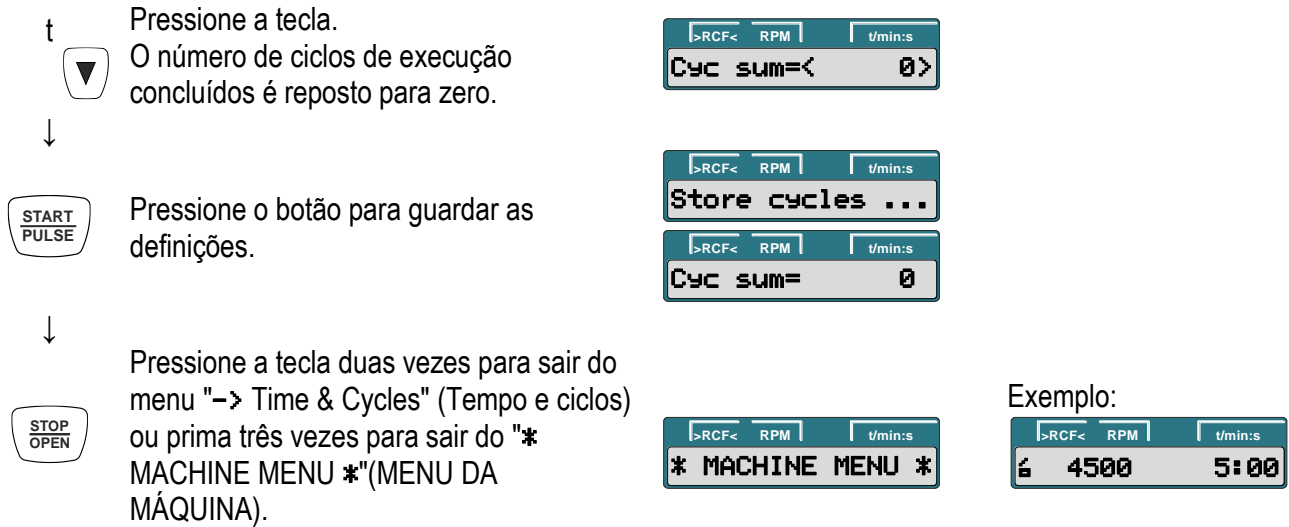 t
Pressione a tecla.
O número de ciclos de execução
concluídos é reposto para zero.
>RCF< RPM t/min:s
Cyc sum=< 0>
↓
START
PULSE
Pressione o botão para guardar as
definições.
>RCF< RPM t/min:s
Store cycles ...
>RCF< RPM t/min:s
Cyc sum= 0
↓
STOP
OPEN
Pressione a tecla duas vezes para sair do
menu "-> Time & Cycles" (Tempo e ciclos)
ou prima três vezes para sair do "*
MACHINE MENU *"(MENU DA
MÁQUINA).
>RCF< RPM t/min:s
* MACHINE MENU *
Exemplo:
>RCF< RPM t/min:s
4500 5:00